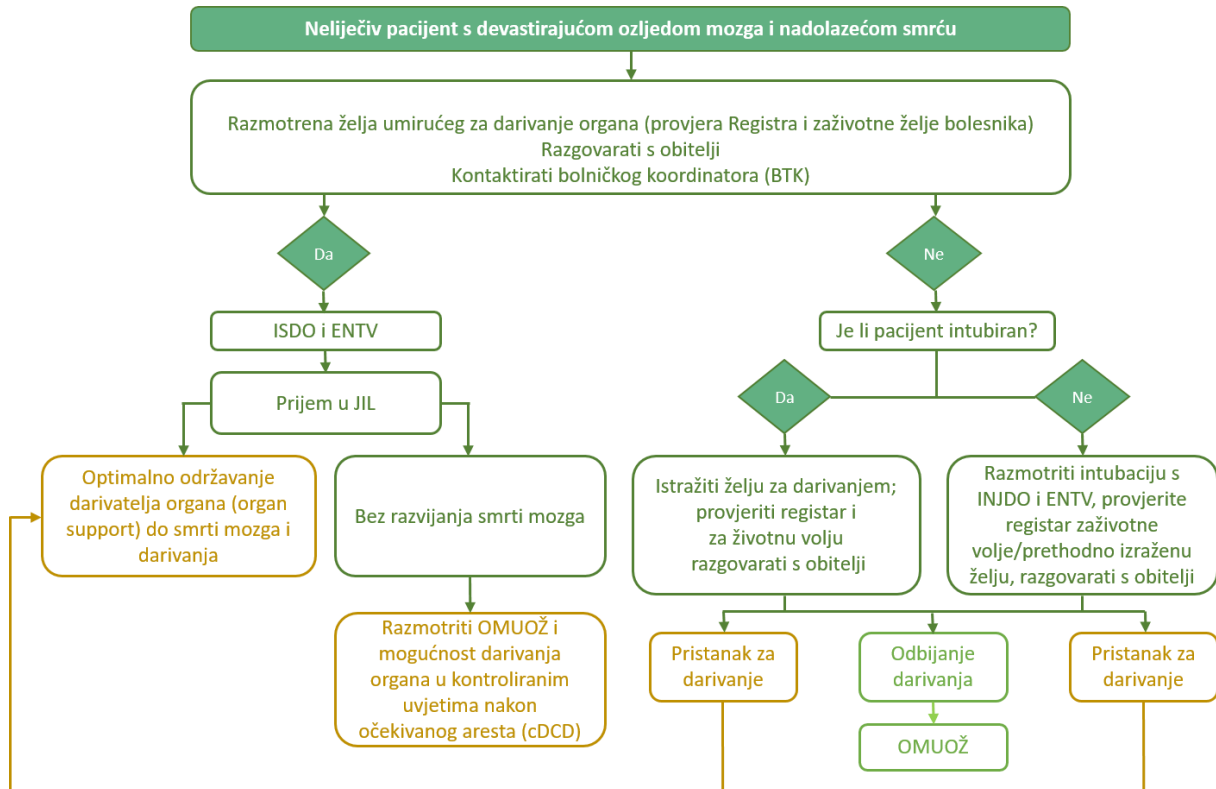 Neliječiv pacijent s devastirajućom ozljedom mozga i nadolazećom smrću
Razmotrena želja umirućeg za darivanje organa (provjera Registra i zaživotne želje bolesnika)
Razgovarati s obitelji
Kontaktirati bolničkog koordinatora (BTK)
Da
Ne
ISDO i ENTV
Je li pacijent intubiran?
Prijem u JIL
Da
Ne
Optimalno održavanje
darivatelja organa (organ
support) do smrti mozga i
darivanja
Bez razvijanja smrti mozga
Istražiti želju za darivanjem;
provjeriti registar i
za životnu volju
razgovarati s obitelji
Razmotriti intubaciju s
INJDO i ENTV, provjerite
registar zaživotne
volje/prethodno izraženu
želju, razgovarati s obitelji
Razmotriti OMUOŽ i
mogućnost darivanja
organa u kontroliranim
uvjetima nakon
očekivanog aresta (cDCD)
Pristanak za
darivanje
Odbijanje
darivanja
Pristanak za
darivanje
OMUOŽ